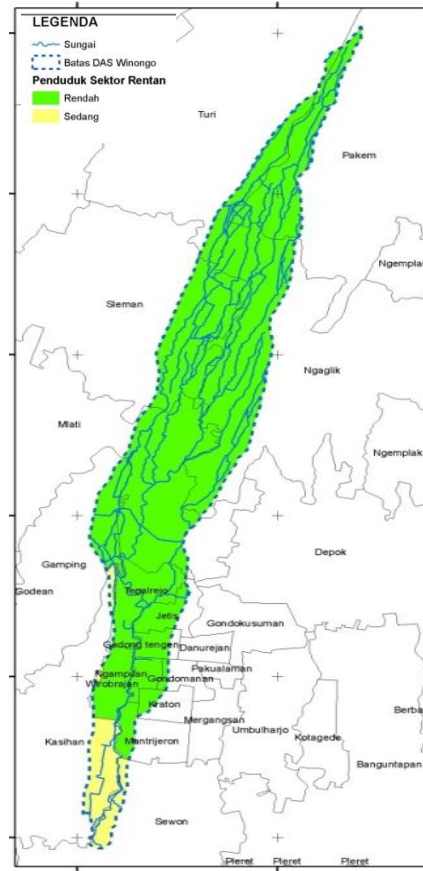 LEGENDA
Sungai
Batas DAS Winongo
Penduduk Sektor Rentan
Rendah
Sedang
Turi
Pakem
Ngemplak
Sleman
Ngaglik
Mlati
Ngemplak
Depok
Gamping
Godean
Tegalrejo
Jetis
Gondokusuman
Gedong tengen
Danurejan
Pakualaman
Ngampilan
Gondomanan
Wirobrajan
Kraton
Mergangsan
Umbulharjo
Kotagede
Berba
Kasihan
Mantrijeron
Banguntapan
Sewon
Pleret
Pleret
Pleret